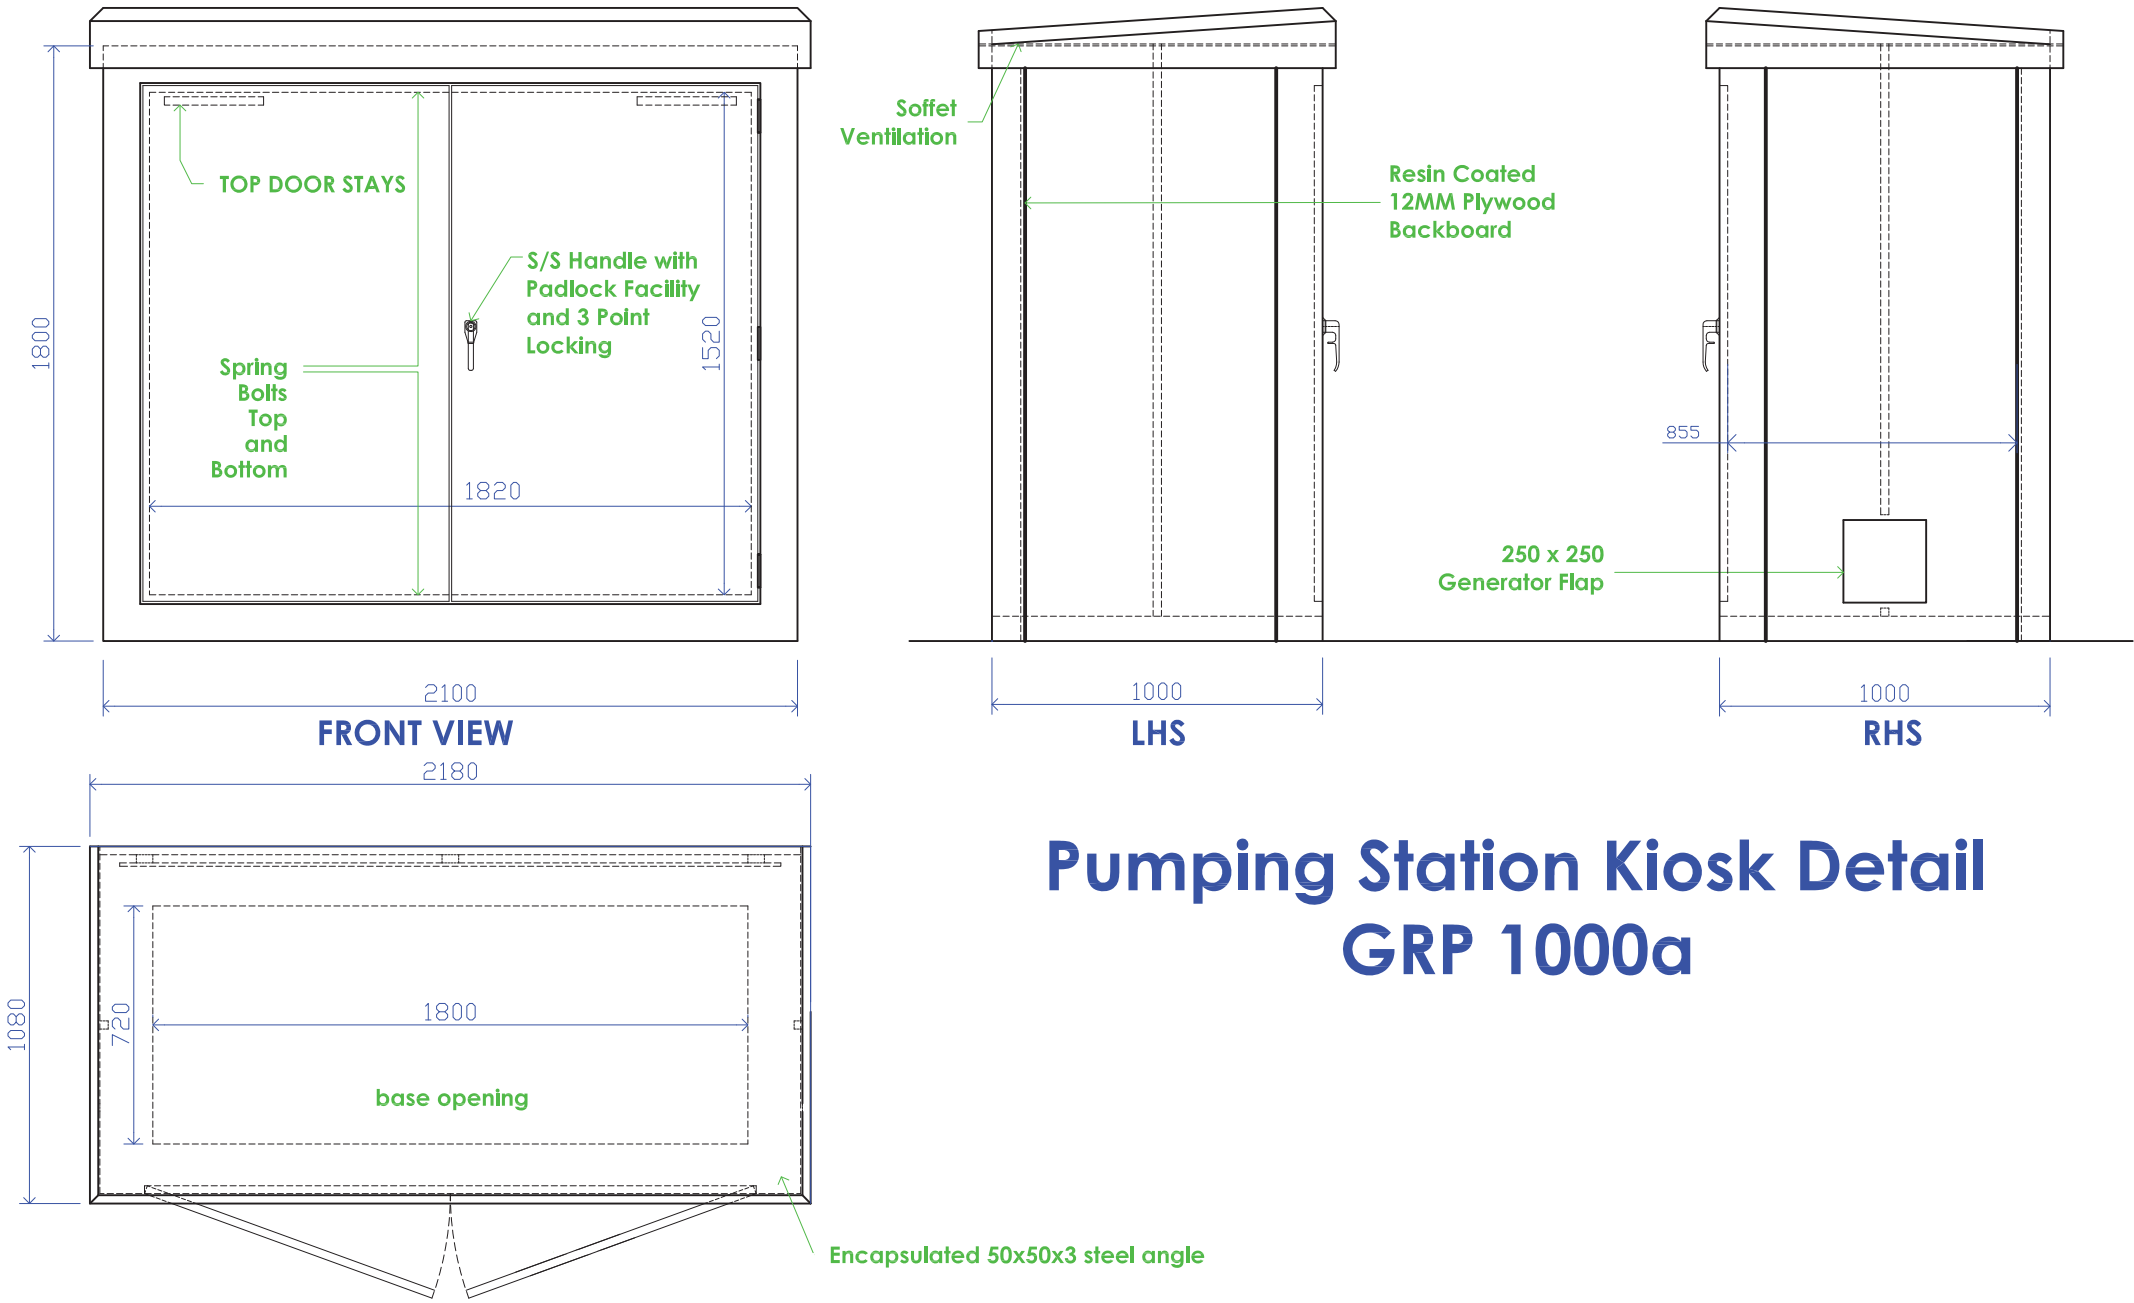 TOP DOOR STAYS
S/S Handle with
Padlock Facility
and 3 Point
Locking
Spring
Bolts
Top
and
Bottom
1800
1520
1820
2100
FRONT VIEW
Soffet
Ventilation
Resin Coated
12MM Plywood
Backboard
1000
LHS
855
250 x 250
Generator Flap
1000
RHS
2180
1080
720
1800
base opening
Encapsulated 50x50x3 steel angle
Pumping Station Kiosk Detail
GRP 1000a